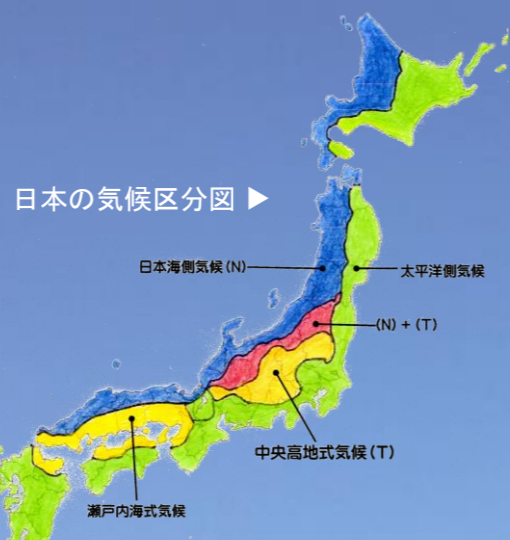 日本の気候区分図 ▶
日本海側気候(N)
太平洋側気候
(N) + (T)
中央高地式気候(T)
瀬戸内海式気候